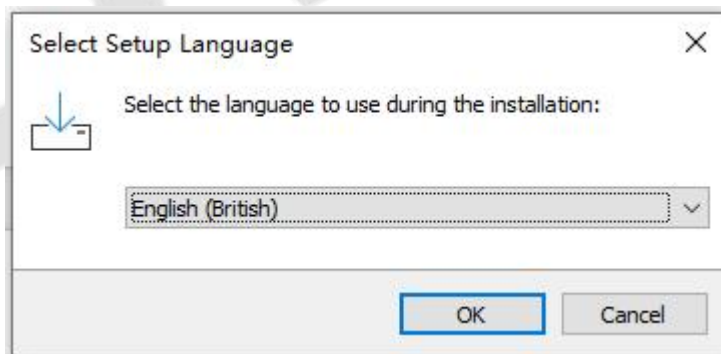 Select Setup Language
Select the language to use during the installation:
English (British)
OK
Cancel